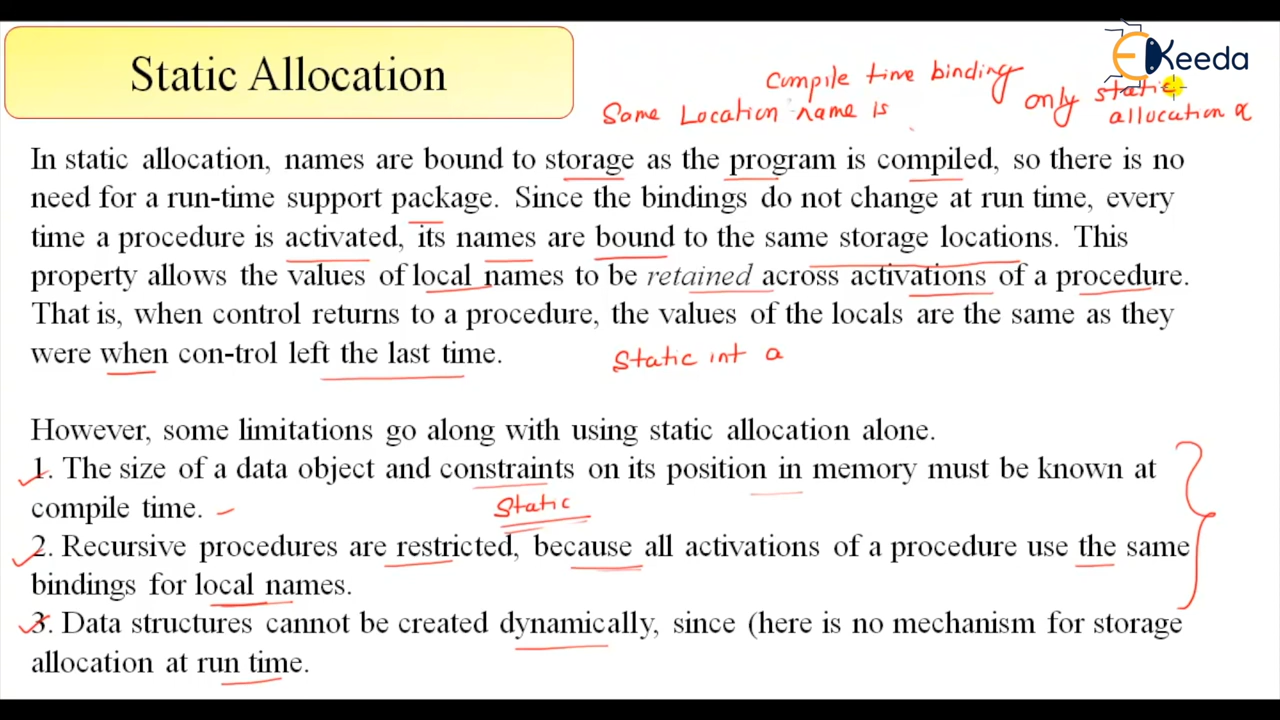 Static Allocation
EKeeda
Compile time binding
Same Location name is
only static
allocation α
In static allocation, names are bound to storage as the program is compiled, so there is no
need for a run-time support package. Since the bindings do not change at run time, every
time a procedure is activated, its names are bound to the same storage locations. This
property allows the values of local names to be retained across activations of a procedure.
That is, when control returns to a procedure, the values of the locals are the same as they
were when con-trol left the last time.
Static int a
However, some limitations go along with using static allocation alone.
1. The size of a data object and constraints on its position in memory must be known at
compile time.
Static
2. Recursive procedures are restricted, because all activations of a procedure use the same
bindings for local names.
3. Data structures cannot be created dynamically, since (here is no mechanism for storage
allocation at run time.